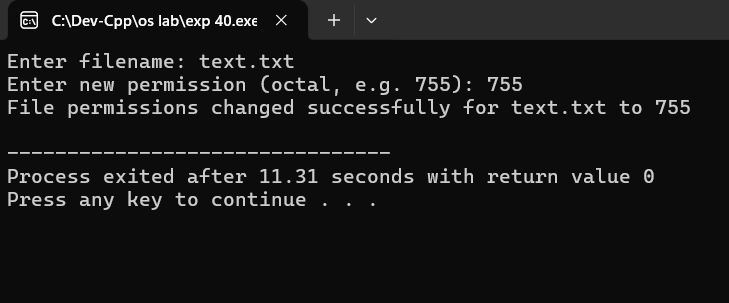 C:\Dev-Cpp\os lab\exp 40.exe
Enter filename: text.txt
Enter new permission (octal, e.g. 755): 755
File permissions changed successfully for text.txt to 755
--------------------------------
Process exited after 11.31 seconds with return value 0
Press any key to continue . . .